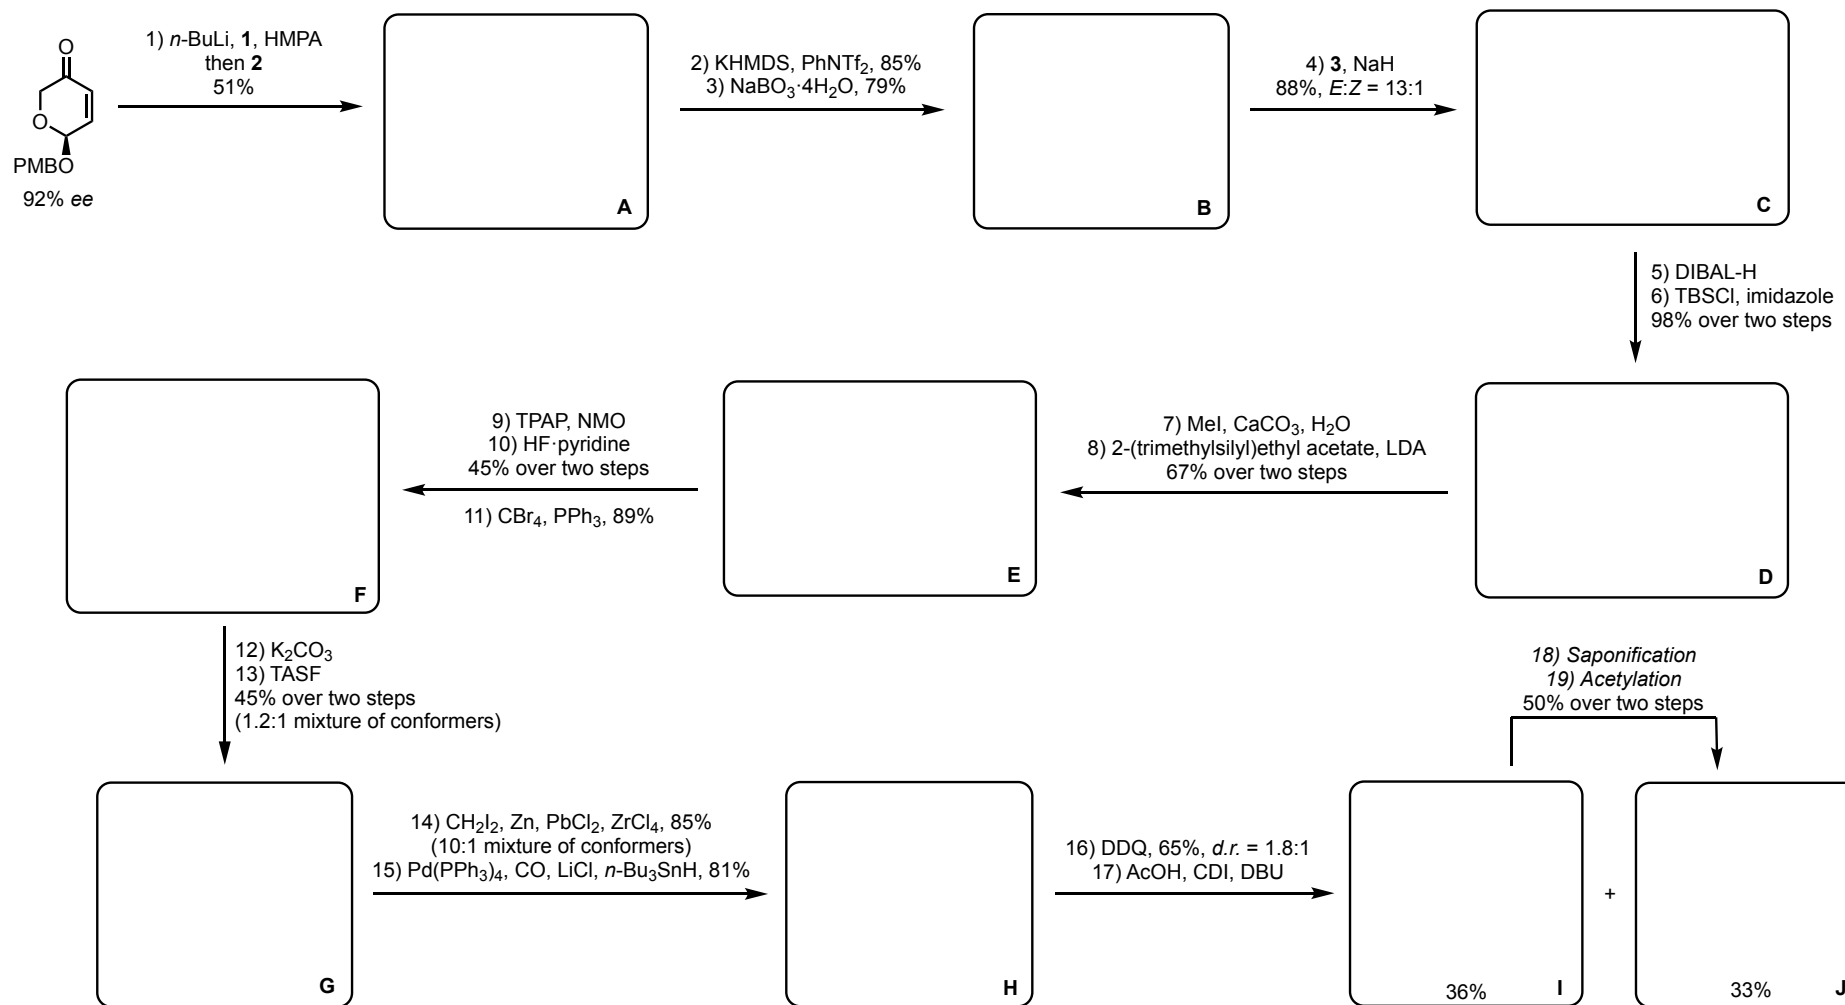 O
O
PMBO
92% ee
1) n-BuLi, 1, HMPA
then 2
51%
A
2) KHMDS, PhNTf₂, 85%
3) NaBO₃·4H₂O, 79%
B
4) 3, NaH
88%, E:Z = 13:1
C
5) DIBAL-H
6) TBSCl, imidazole
98% over two steps
D
7) MeI, CaCO₃, H₂O
8) 2-(trimethylsilyl)ethyl acetate, LDA
67% over two steps
E
9) TPAP, NMO
10) HF·pyridine
45% over two steps
11) CBr₄, PPh₃, 89%
F
12) K₂CO₃
13) TASF
45% over two steps
(1.2:1 mixture of conformers)
G
14) CH₂I₂, Zn, PbCl₂, ZrCl₄, 85%
(10:1 mixture of conformers)
15) Pd(PPh₃)₄, CO, LiCl, n-Bu₃SnH, 81%
H
16) DDQ, 65%, d.r. = 1.8:1
17) AcOH, CDI, DBU
18) Saponification
19) Acetylation
50% over two steps
36%
I
+
33%
J